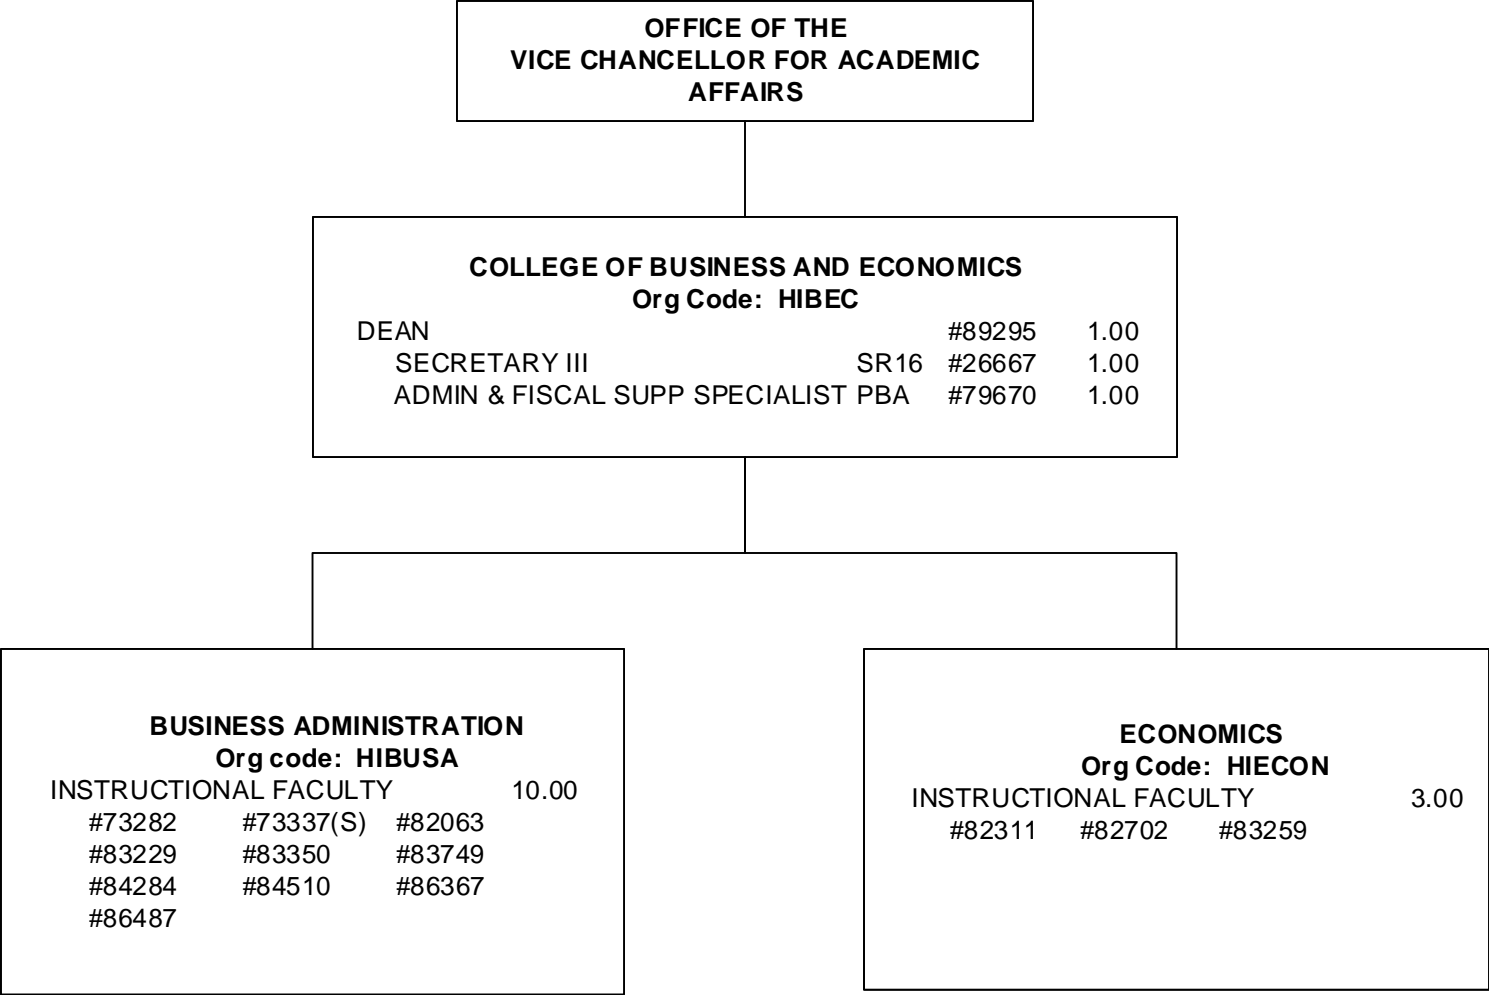 OFFICE OF THE
VICE CHANCELLOR FOR ACADEMIC
AFFAIRS
COLLEGE OF BUSINESS AND ECONOMICS
Org Code: HIBEC
DEAN #89295 1.00
SECRETARY III SR16 #26667 1.00
ADMIN & FISCAL SUPP SPECIALIST PBA #79670 1.00
BUSINESS ADMINISTRATION
Org code: HIBUSA
INSTRUCTIONAL FACULTY 10.00
#73282 #73337(S) #82063
#83229 #83350 #83749
#84284 #84510 #86367
#86487
ECONOMICS
Org Code: HIECON
INSTRUCTIONAL FACULTY 3.00
#82311 #82702 #83259